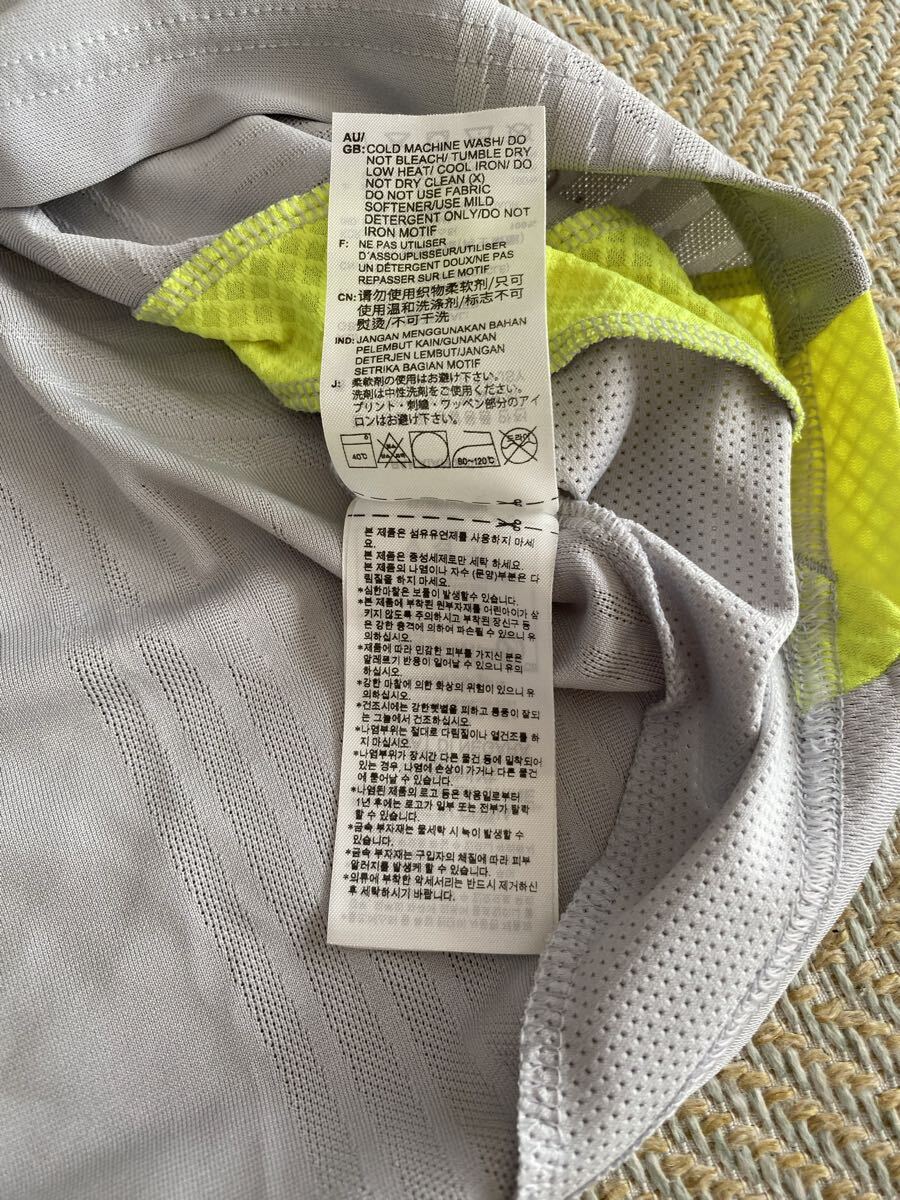 AU/
GB: COLD MACHINE WASH/ DO
NOT BLEACH/ TUMBLE DRY
LOW HEAT/ COOL IRON/ DO
NOT DRY CLEAN (X)
DO NOT USE FABRIC
SOFTENER/USE MILD
DETERGENT ONLY/DO NOT
IRON MOTIF
F: NE PAS UTILISER
D'ASSOUPLISSEUR/UTILISER
UN DÉTERGENT DOUX/NE PAS
REPASSER SUR LE MOTIF
CN: 请勿使用织物柔软剂/只可
使用温和洗涤剂/标志不可
熨烫/不可干洗
IND: JANGAN MENGGUNAKAN BAHAN
PELEMBUT KAIN/GUNAKAN
DETERJEN LEMBUT/JANGAN
SETRIKA BAGIAN MOTIF
J: 柔軟剤の使用はお避け下さい。
洗剤は中性洗剤をご使用ください。
プリント・刺繍・ワッペン部分のアイ
ロンはお避け下さい。
40℃ 80~120℃ 드라이
본 제품은 섬유유연제를 사용하지 마세
요.
본 제품은 중성세제로만 세탁 하세요.
본 제품의 나염이나 자수 (문양)부분은 다
림질을 하지 마세요.
*심한마찰은 보풀이 발생할수 있습니다.
*본 제품에 부착된 원부자재를 어린아이가 삼
키지 않도록 주의하시고 부착된 장신구 등
은 강한 충격에 의하여 파손될 수 있으니 유
의하십시오.
*제품에 따라 민감한 피부를 가지신 분은
알레르기 반응이 일어날 수 있으니 유의
하십시오.
*강한 마찰에 의한 화상의 위험이 있으니 유
의하십시오.
*건조시에는 강한햇볕을 피하고 통풍이 잘되
는 그늘에서 건조하십시오.
*나염부위는 절대로 다림질이나 열건조를 하
지 마십시오.
*나염부위가 장시간 다른 물건 등에 밀착되어
있는 경우, 나염에 손상이 가거나 다른 물건
에 묻어날 수 있습니다.
*나염된 제품의 로고 등은 착용일로부터
1년 후에는 로고가 일부 또는 전부가 탈락
할 수 있습니다.
*금속 부자재는 물세탁 시 녹이 발생할 수
있습니다.
*금속 부자재는 구입자의 체질에 따라 피부
알러지를 발생케 할 수 있습니다.
*의류에 부착한 악세서리는 반드시 제거하신
후 세탁하시기 바랍니다.